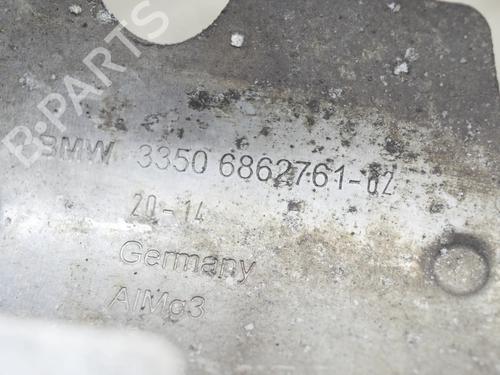 B-PARTS
BMW 3350 6862761-02
20-14
Germany
AlMg3